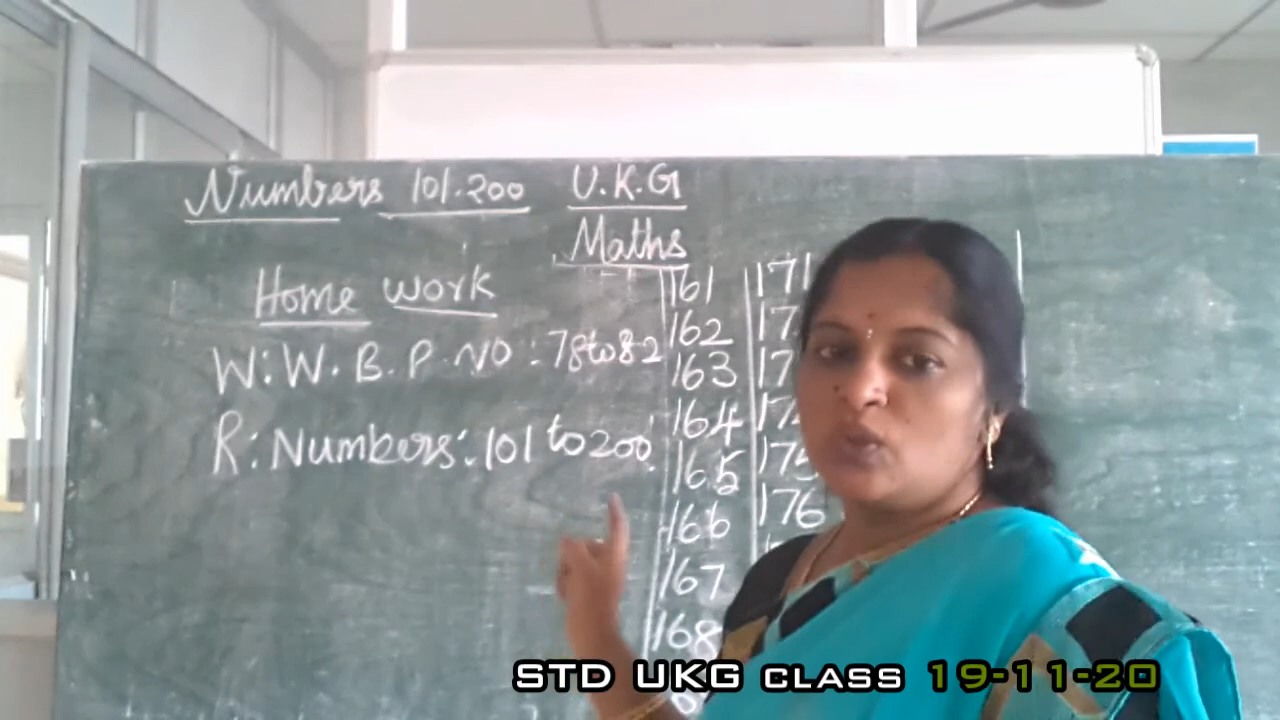 Numbers 101.200 U.K.G
Maths
Home work
W: W. B. P. NO : 78 to 82
R: Numbers: 101 to 200.
161
162
163
164
165
166
167
168
171
175
176
STD UKG CLASS 19-11-20